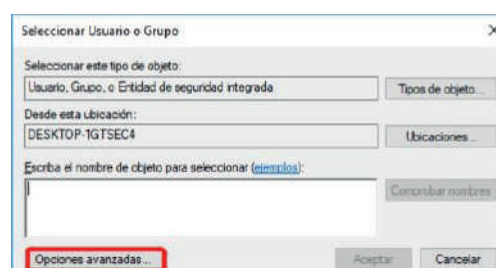 Seleccionar Usuario o Grupo
Seleccionar este tipo de objeto:
Usuario, Grupo, o Entidad de seguridad integrada
Tipos de objeto...
Desde esta ubicación:
DESKTOP-1GTSEC4
Ubicaciones...
Escriba el nombre de objeto para seleccionar (ejemplos):
Comprobar nombres
Opciones avanzadas...
Aceptar
Cancelar